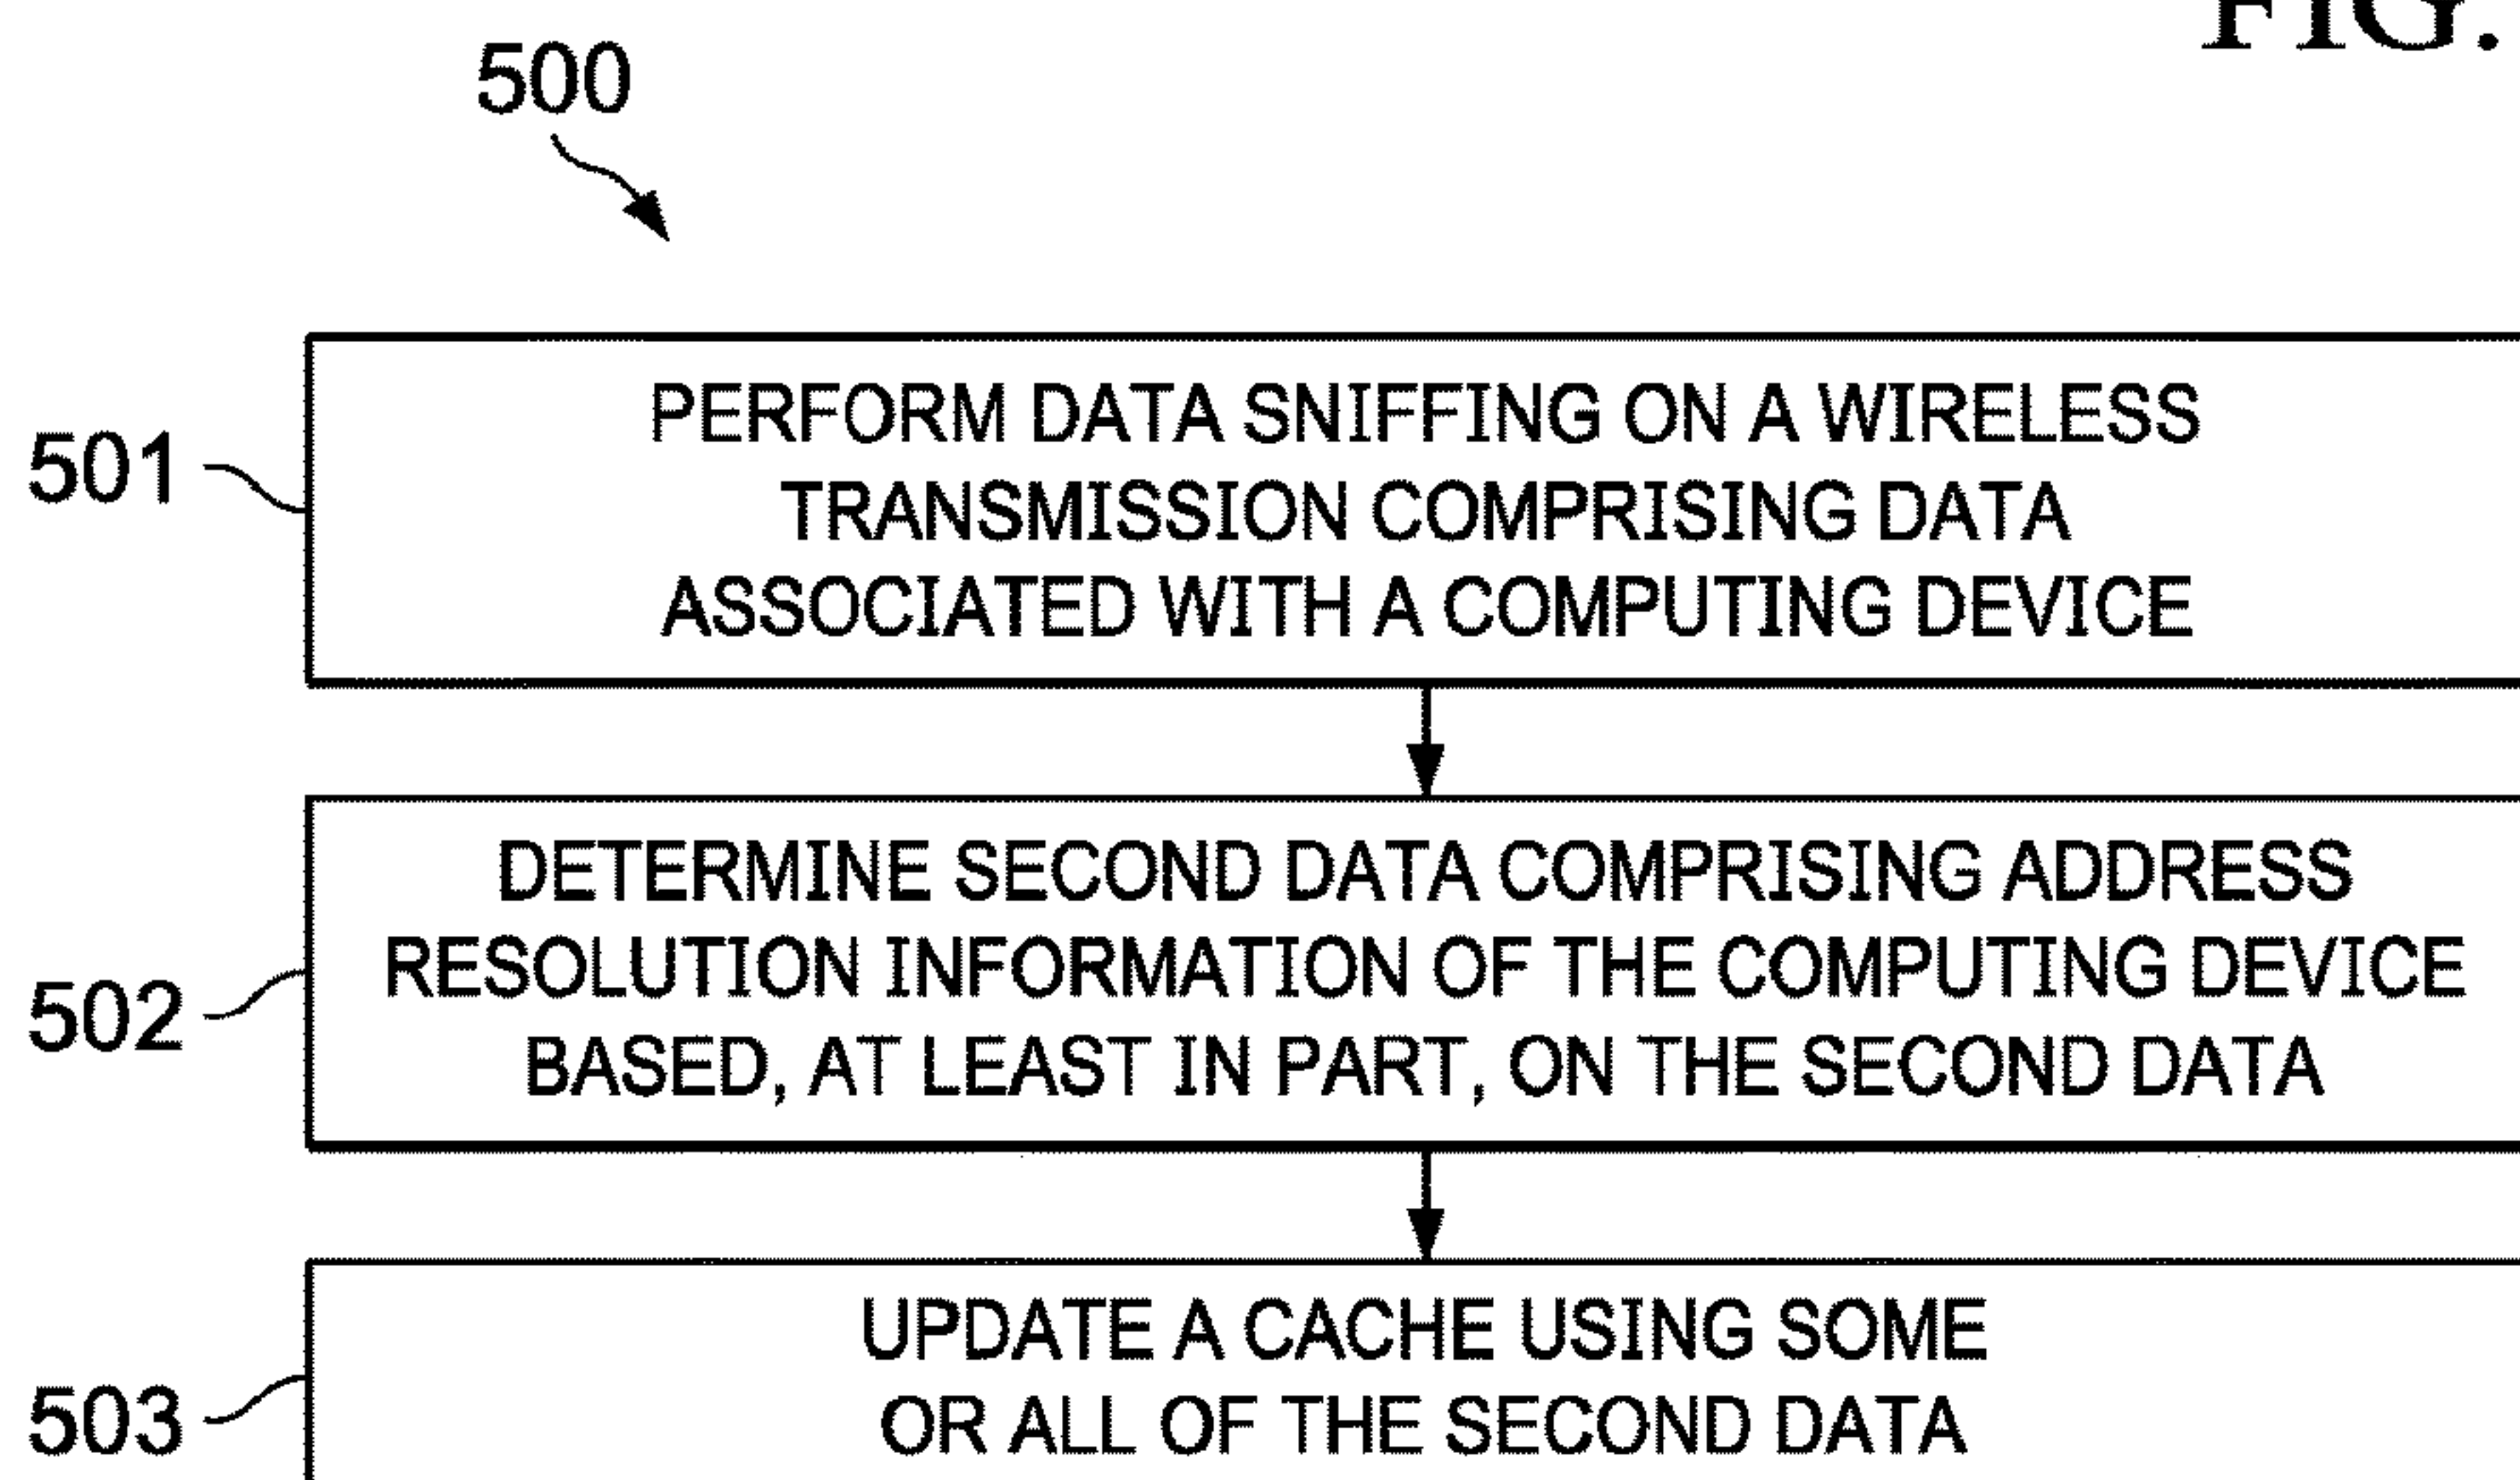 FIG.
500
501
PERFORM DATA SNIFFING ON A WIRELESS
TRANSMISSION COMPRISING DATA
ASSOCIATED WITH A COMPUTING DEVICE
502
DETERMINE SECOND DATA COMPRISING ADDRESS
RESOLUTION INFORMATION OF THE COMPUTING DEVICE
BASED, AT LEAST IN PART, ON THE SECOND DATA
503
UPDATE A CACHE USING SOME
OR ALL OF THE SECOND DATA